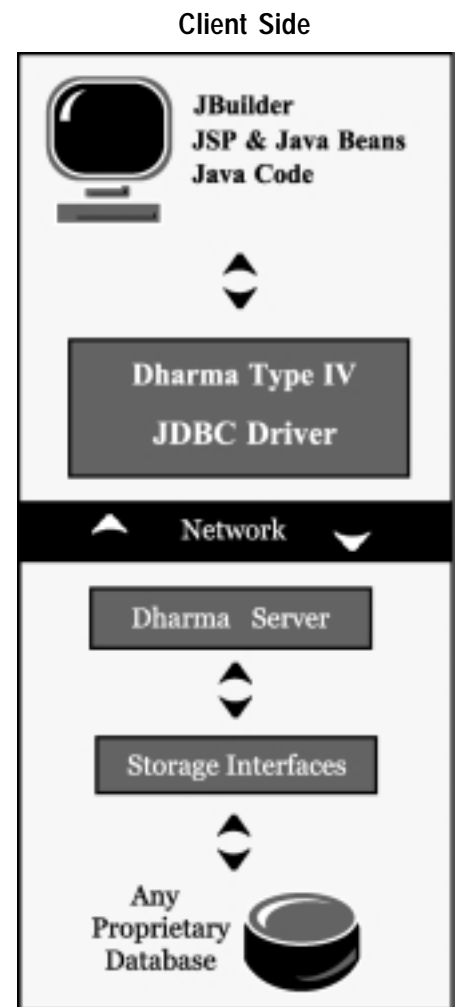 Client Side
JBuilder
JSP & Java Beans
Java Code
Dharma Type IV
JDBC Driver
Network
Dharma Server
Storage Interfaces
Any
Proprietary
Database